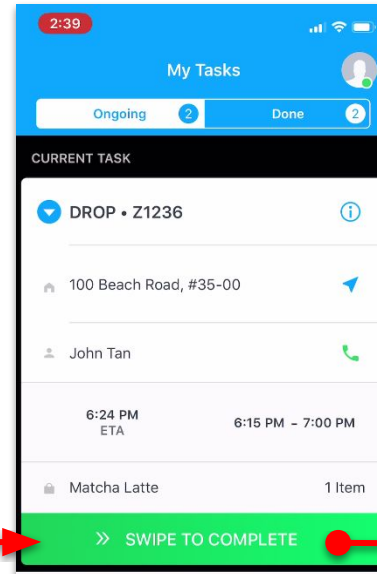 2:39
My Tasks
Ongoing 2 Done 2
CURRENT TASK
DROP • Z1236
100 Beach Road, #35-00
John Tan
6:24 PM 6:15 PM - 7:00 PM
ETA
Matcha Latte 1 Item
SWIPE TO COMPLETE